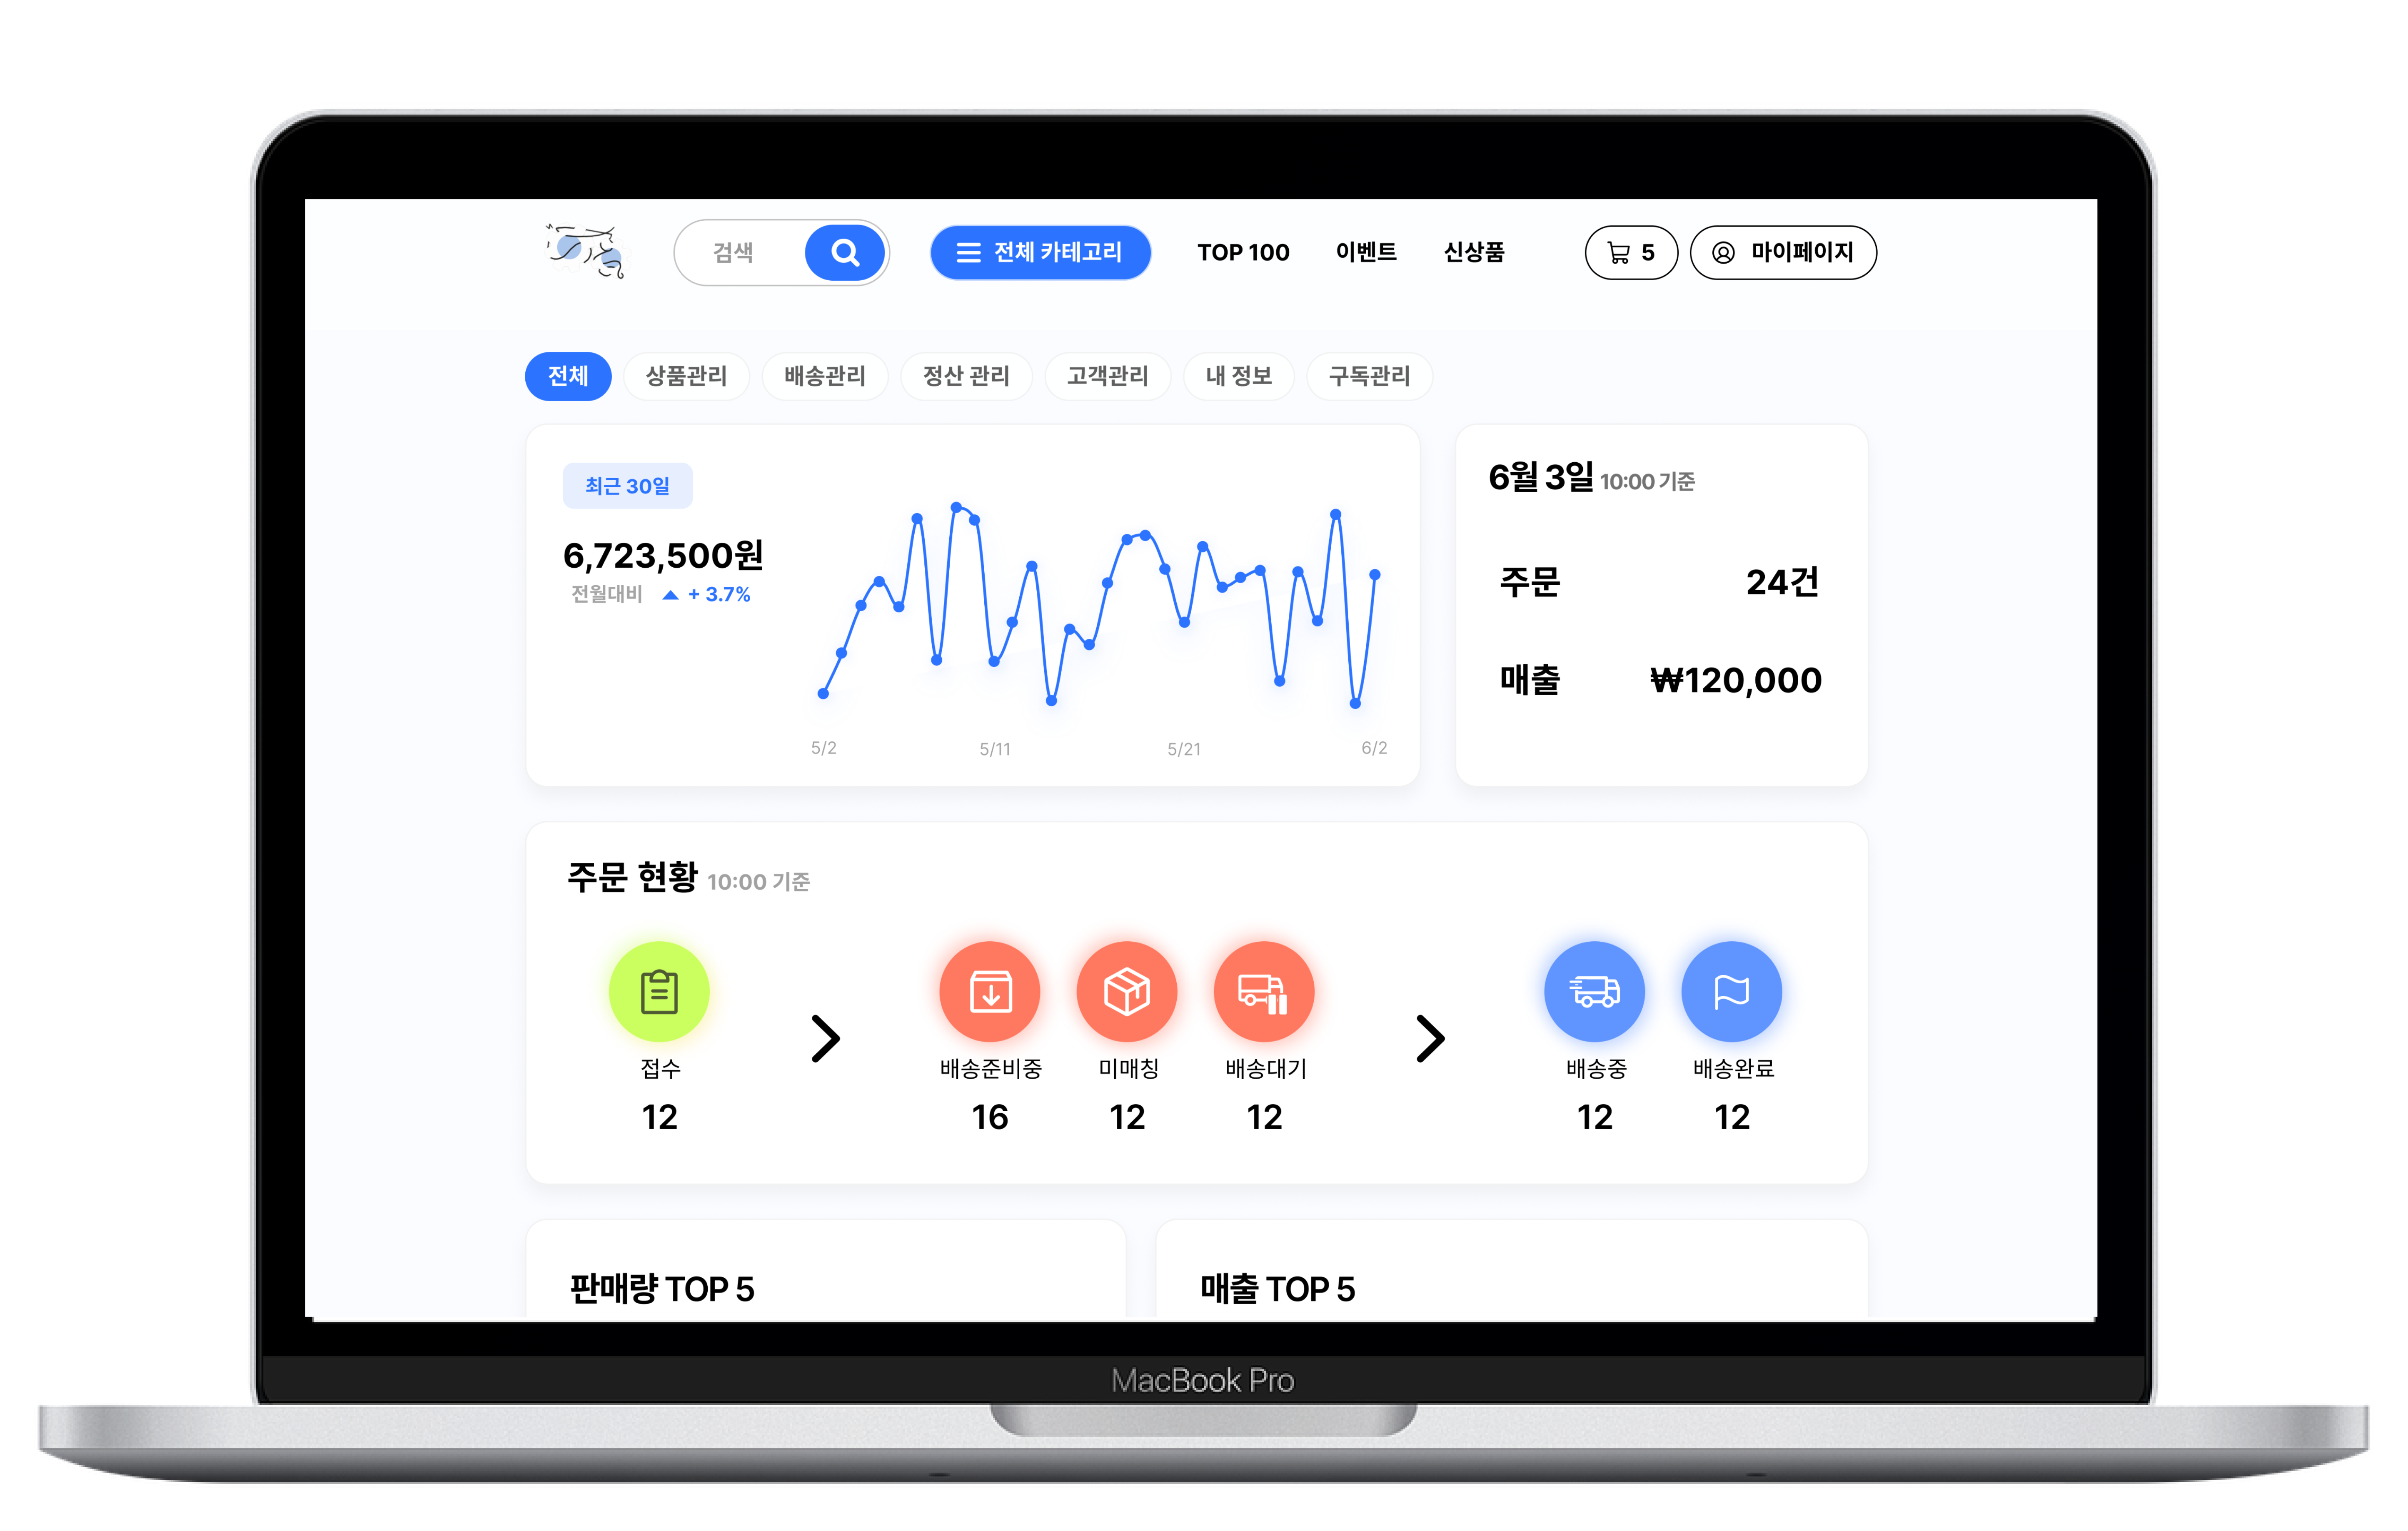 검색
전체 카테고리
TOP 100
이벤트
신상품
5
마이페이지
전체
상품관리
배송관리
정산 관리
고객관리
내 정보
구독관리
최근 30일
6,723,500원
전월대비 ▲ + 3.7%
5/2
5/11
5/21
6/2
6월 3일 10:00 기준
주문 24건
매출 ₩120,000
주문 현황 10:00 기준
접수
12
배송준비중
16
미매칭
12
배송대기
12
배송중
12
배송완료
12
판매량 TOP 5
매출 TOP 5
MacBook Pro